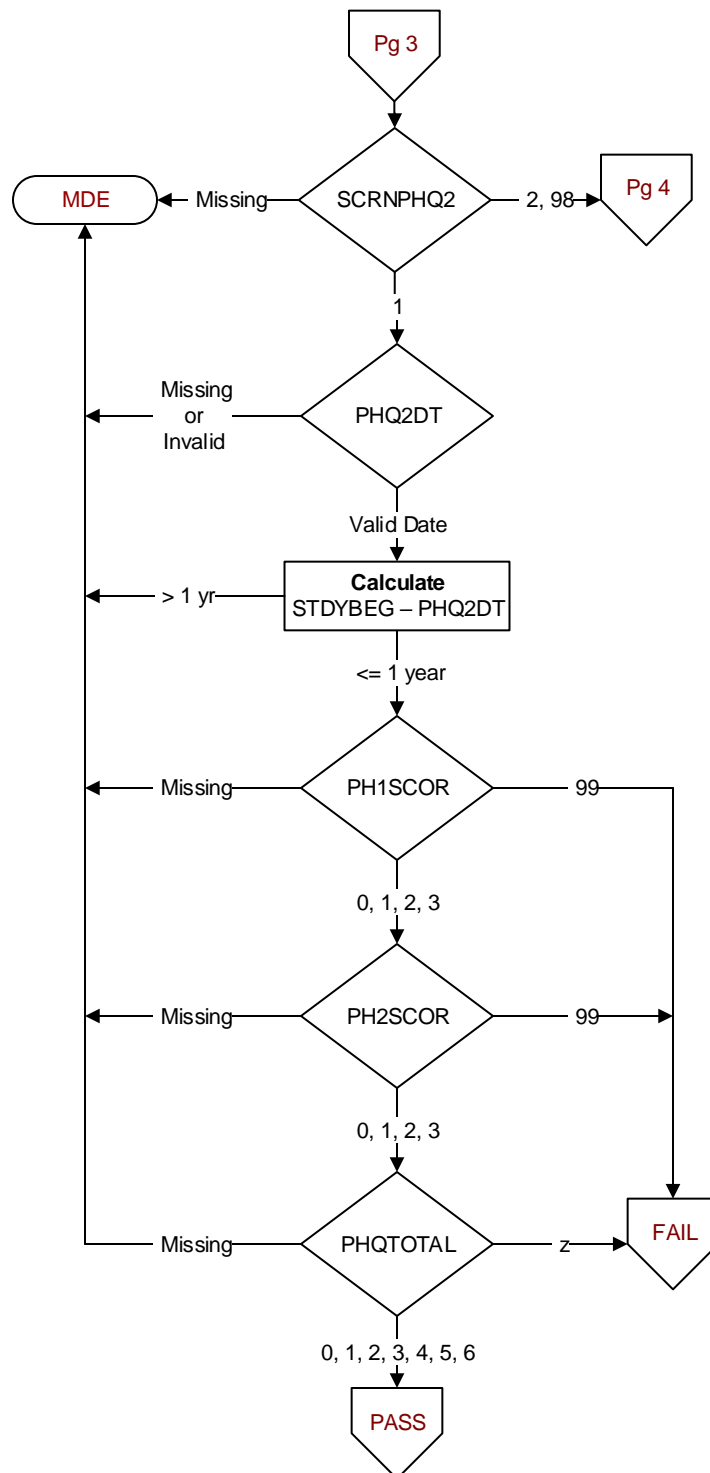 Pg 3
MDE
Missing
SCRNPHQ2
2, 98
Pg 4
1
Missing
or
Invalid
PHQ2DT
Valid Date
> 1 yr
Calculate
STDYBEG – PHQ2DT
<= 1 year
Missing
PH1SCOR
99
0, 1, 2, 3
Missing
PH2SCOR
99
0, 1, 2, 3
Missing
PHQTOTAL
z
FAIL
0, 1, 2, 3, 4, 5, 6
PASS